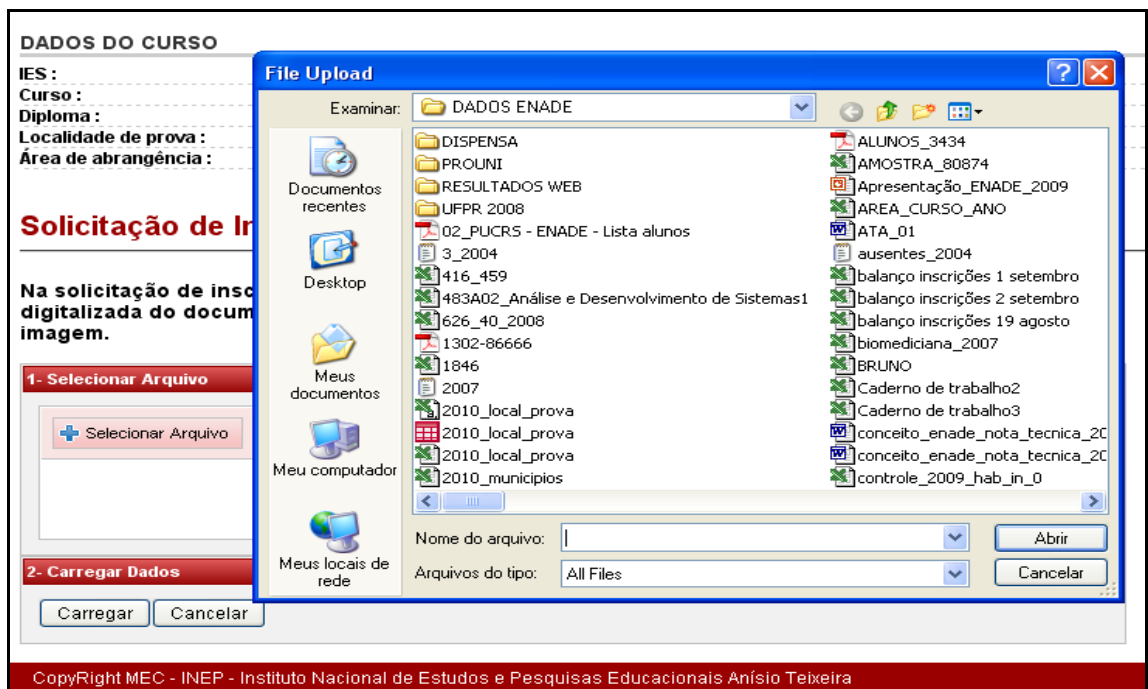 DADOS DO CURSO
IES :
Curso :
Diploma :
Localidade de prova :
Área de abrangência :
Solicitação de
Na solicitação de
digitalizada do
imagem.
1- Selecionar Arquivo
Selecionar Arquivo
2- Carregar Dados
Carregar Cancelar
File Upload
Examinar: DADOS ENADE
Documentos
recentes
Desktop
Meus
documentos
Meu computador
Meus locais de
rede
DISPENSA
PROUNI
RESULTADOS WEB
UFPR 2008
02_PUCRS - ENADE - Lista alunos
3_2004
416_459
483A02_Análise e Desenvolvimento de Sistemas1
626_40_2008
1302-86666
1846
2007
2010_local_prova
2010_local_prova
2010_local_prova
2010_municipios
ALUNOS_3434
AMOSTRA_80874
Apresentação_ENADE_2009
AREA_CURSO_ANO
ATA_01
ausentes_2004
balanço inscrições 1 setembro
balanço inscrições 2 setembro
balanço inscrições 19 agosto
biomediciana_2007
BRUNO
Caderno de trabalho2
Caderno de trabalho3
conceito_enade_nota_tecnica_20
conceito_enade_nota_tecnica_20
controle_2009_hab_in_0
Nome do arquivo: Abrir
Arquivos do tipo: All Files Cancelar
CopyRight MEC - INEP - Instituto Nacional de Estudos e Pesquisas Educacionais Anísio Teixeira